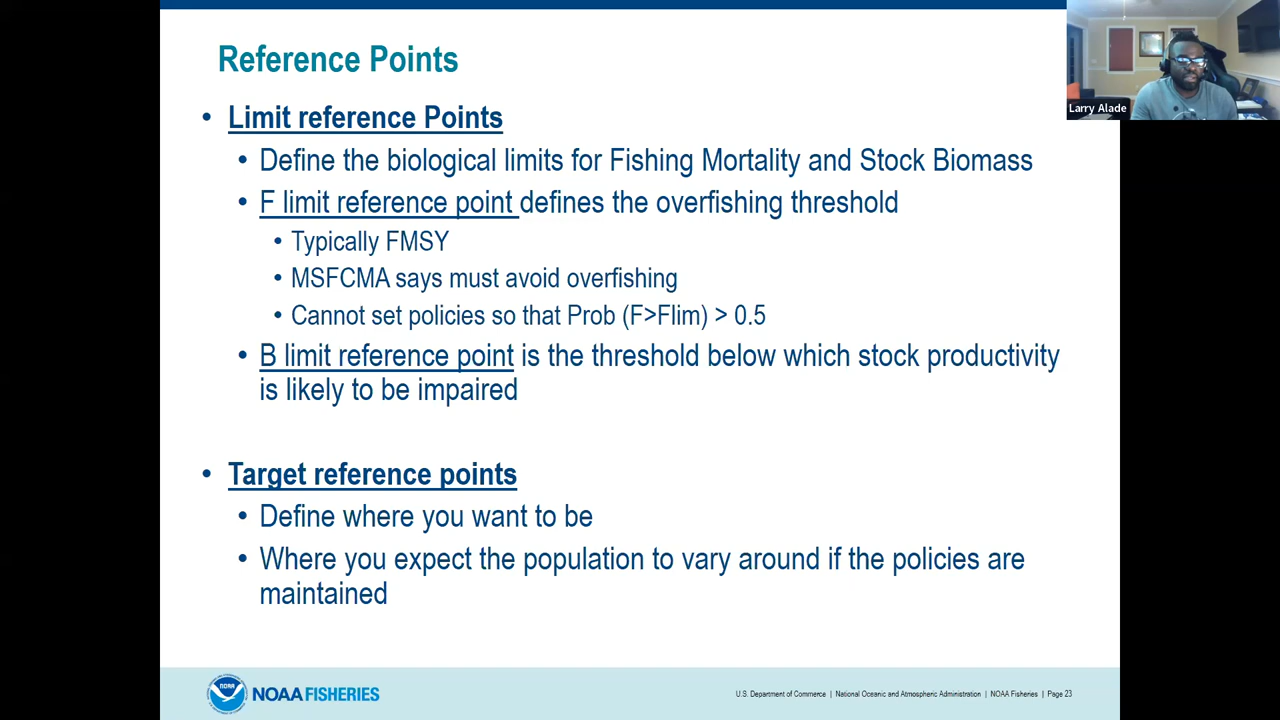 Reference Points
Larry Alade
• Limit reference Points
• Define the biological limits for Fishing Mortality and Stock Biomass
• F limit reference point defines the overfishing threshold
• Typically FMSY
• MSFCMA says must avoid overfishing
• Cannot set policies so that Prob (F>Flim) > 0.5
• B limit reference point is the threshold below which stock productivity
is likely to be impaired
• Target reference points
• Define where you want to be
• Where you expect the population to vary around if the policies are
maintained
NOAA
NOAA FISHERIES
U.S. Department of Commerce | National Oceanic and Atmospheric Administration | NOAA Fisheries | Page 23